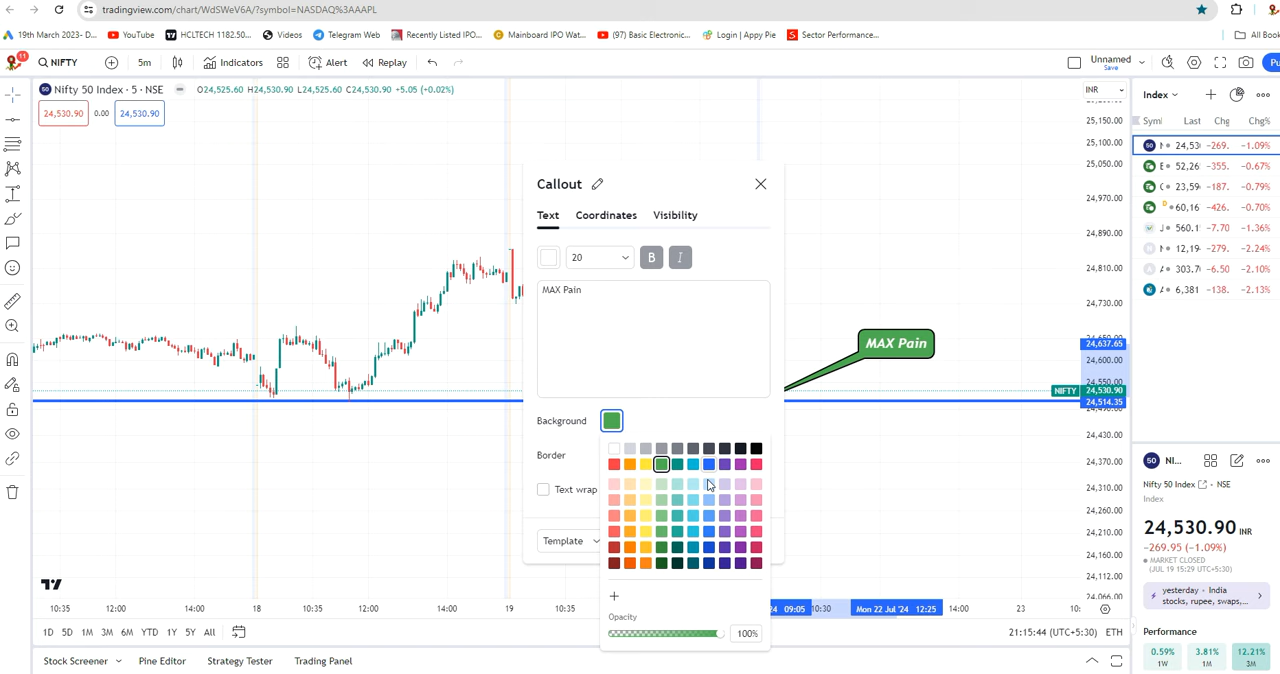 tradingview.com/chart/WdSWeV6A/?symbol=NASDAQ%3AAAPL
19th March 2023- D... YouTube HCLTECH 1182.50... Videos Telegram Web Recently Listed IPO... Mainboard IPO Wat... (97) Basic Electronic... Login | Appy Pie Sector Performance... All Book
11 NIFTY 5m Indicators Alert Replay Unnamed Save Pu
50 Nifty 50 Index · 5 · NSE O24,525.60 H24,530.90 L24,525.60 C24,530.90 +5.05 (+0.02%) INR Index
24,530.90 0.00 24,530.90
Syml Last Chg Chg%
25,150.00
25,100.00
25,050.00
24,970.00
24,890.00
24,810.00
24,730.00
24,637.65
24,600.00
24,550.00
NIFTY 24,530.90
24,514.35
24,430.00
24,370.00
24,310.00
24,260.00
24,210.00
24,160.00
24,112.00
24,066.00
50 24,530 -269. -1.09%
E 52,26 -355. -0.67%
23,59 -187. -0.79%
D 60,16 -426. -0.70%
J 560.1 -7.70 -1.36%
12,19 -279. -2.24%
A 303.7 -6.50 -2.10%
6,381 -138. -2.13%
Callout
Text Coordinates Visibility
20 B I
MAX Pain
MAX Pain
Background
Border
Text wrap
Template
Opacity
100%
10:35 12:00 14:00 18 10:35 12:00 14:00 19 10:35 24 09:05 10:30 Mon 22 Jul '24 12:25 14:00 23 10:
1D 5D 1M 3M 6M YTD 1Y 5Y All 21:15:44 (UTC+5:30) ETH
Stock Screener Pine Editor Strategy Tester Trading Panel
50 NI...
Nifty 50 Index · NSE
Index
24,530.90 INR
-269.95 (-1.09%)
MARKET CLOSED
(JUL 19 15:29 UTC+5:30)
yesterday · India
stocks, rupee, swaps,...
Performance
0.59% 3.81% 12.21%
1W 1M 3M